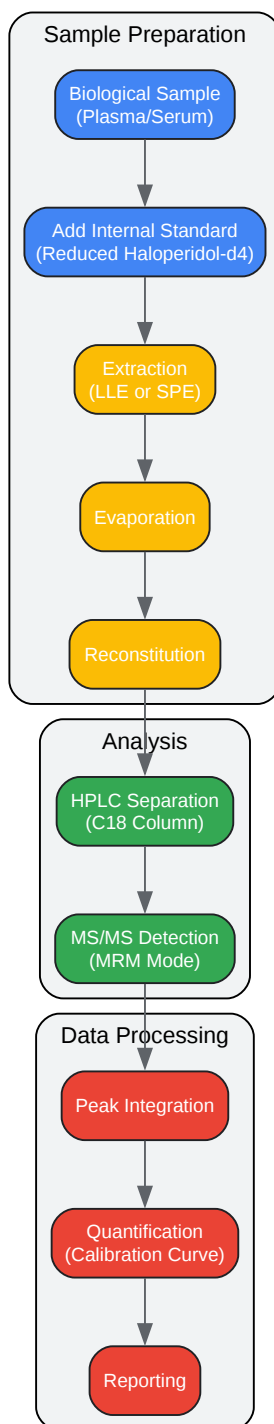 Sample Preparation
Biological Sample
(Plasma/Serum)
Add Internal Standard
(Reduced Haloperidol-d4)
Extraction
(LLE or SPE)
Evaporation
Reconstitution
Analysis
HPLC Separation
(C18 Column)
MS/MS Detection
(MRM Mode)
Data Processing
Peak Integration
Quantification
(Calibration Curve)
Reporting